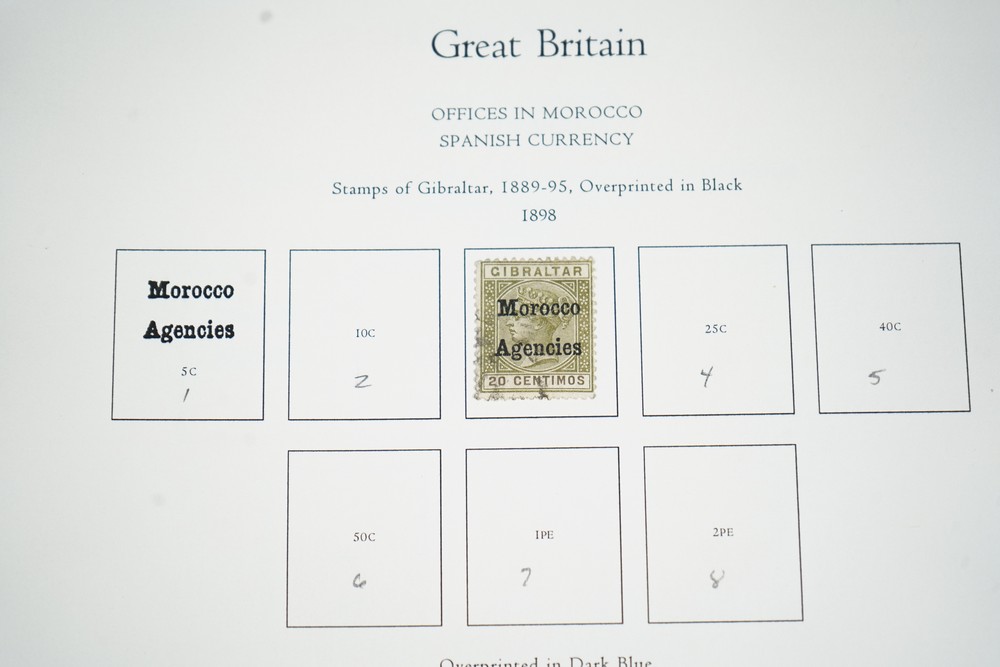 Great Britain
OFFICES IN MOROCCO
SPANISH CURRENCY
Stamps of Gibraltar, 1889-95, Overprinted in Black
1898
Morocco
Agencies
5C
1
10C
2
GIBRALTAR
Morocco
Agencies
20 CENTIMOS
25C
4
40C
5
50C
6
1PE
7
2PE
8
Overprinted in Dark Blue